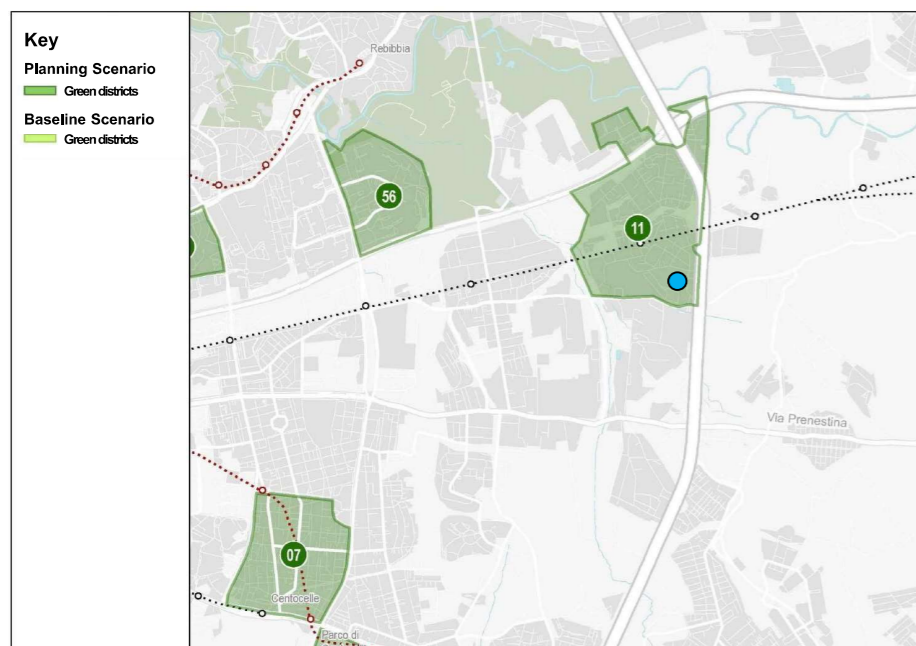 Key
Planning Scenario
Green districts
Baseline Scenario
Green districts
Rebibbia
56
11
Via Prenestina
07
Centocelle
Parco di